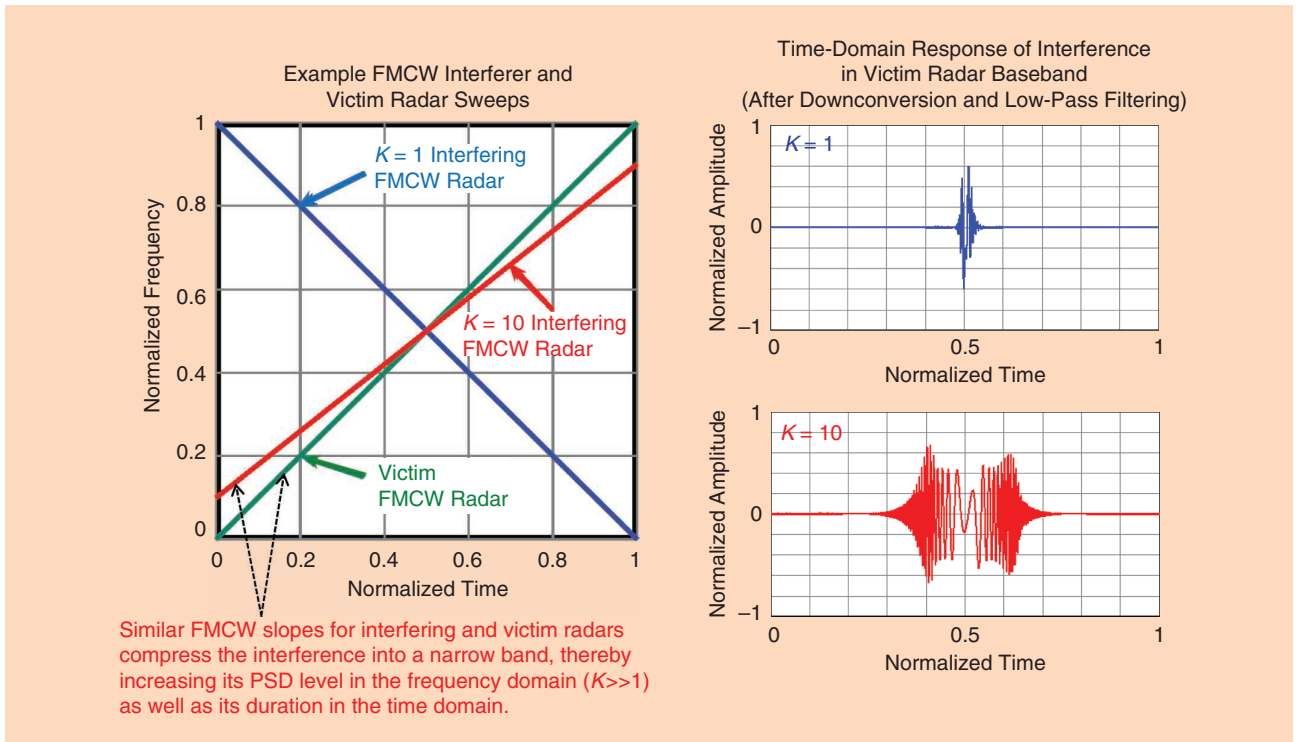 Example FMCW Interferer and
Victim Radar Sweeps
1
0.8
0.6
0.4
0.2
0
Normalized Frequency
K = 1 Interfering
FMCW Radar
K = 10 Interfering
FMCW Radar
Victim
FMCW Radar
0 0.2 0.4 0.6 0.8 1
Normalized Time
Similar FMCW slopes for interfering and victim radars
compress the interference into a narrow band, thereby
increasing its PSD level in the frequency domain (K>>1)
as well as its duration in the time domain.
Time-Domain Response of Interference
in Victim Radar Baseband
(After Downconversion and Low-Pass Filtering)
1
0
–1
Normalized Amplitude
K = 1
0 0.5 1
Normalized Time
1
0
–1
Normalized Amplitude
K = 10
0 0.5 1
Normalized Time